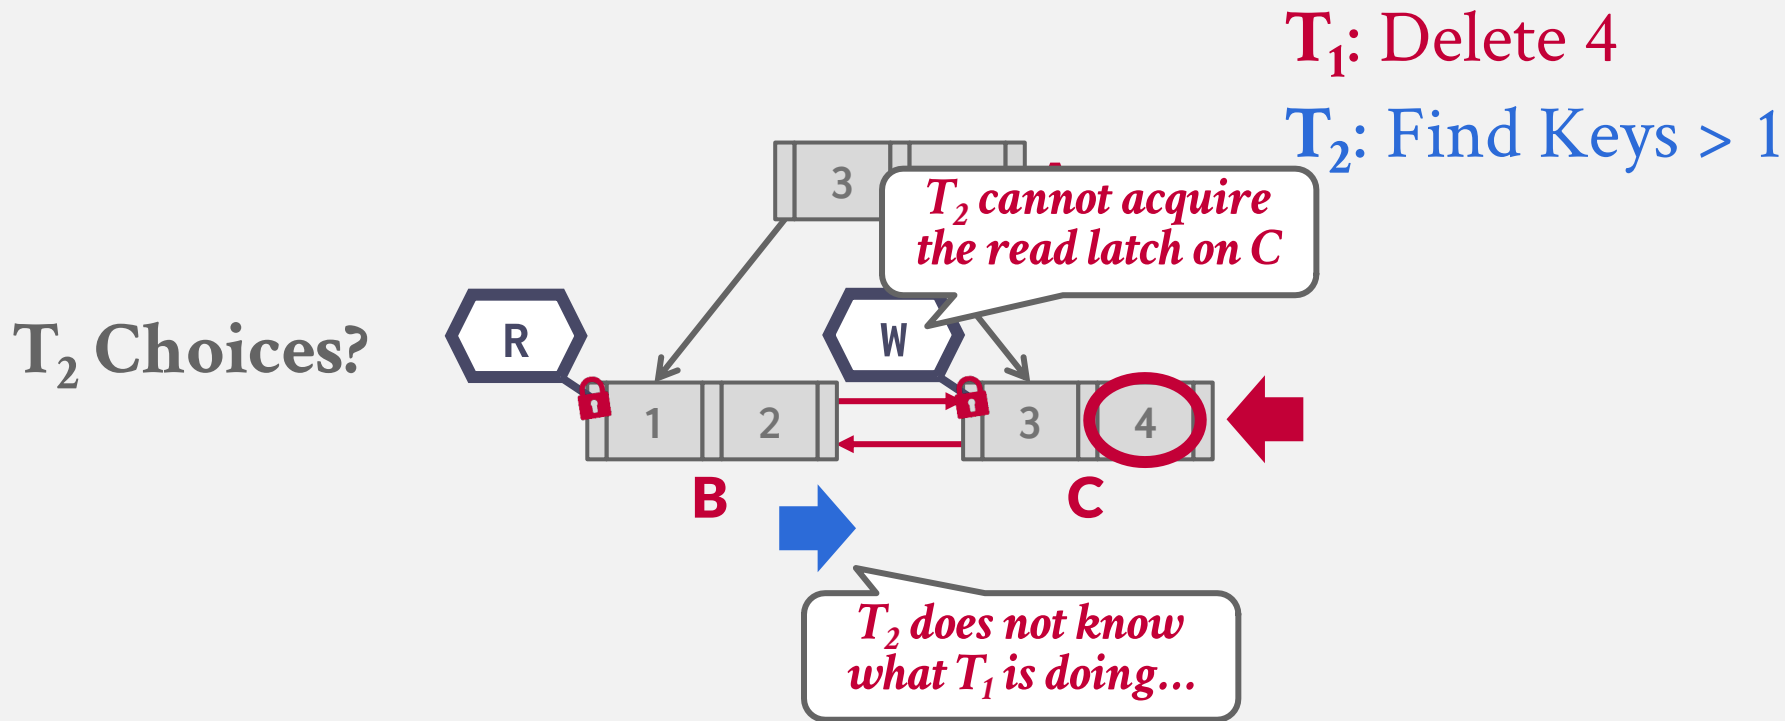 T₁: Delete 4
T₂: Find Keys > 1
3
T₂ cannot acquire
the read latch on C
T₂ Choices?
R
W
1 2
3 4
B
C
T₂ does not know
what T₁ is doing…